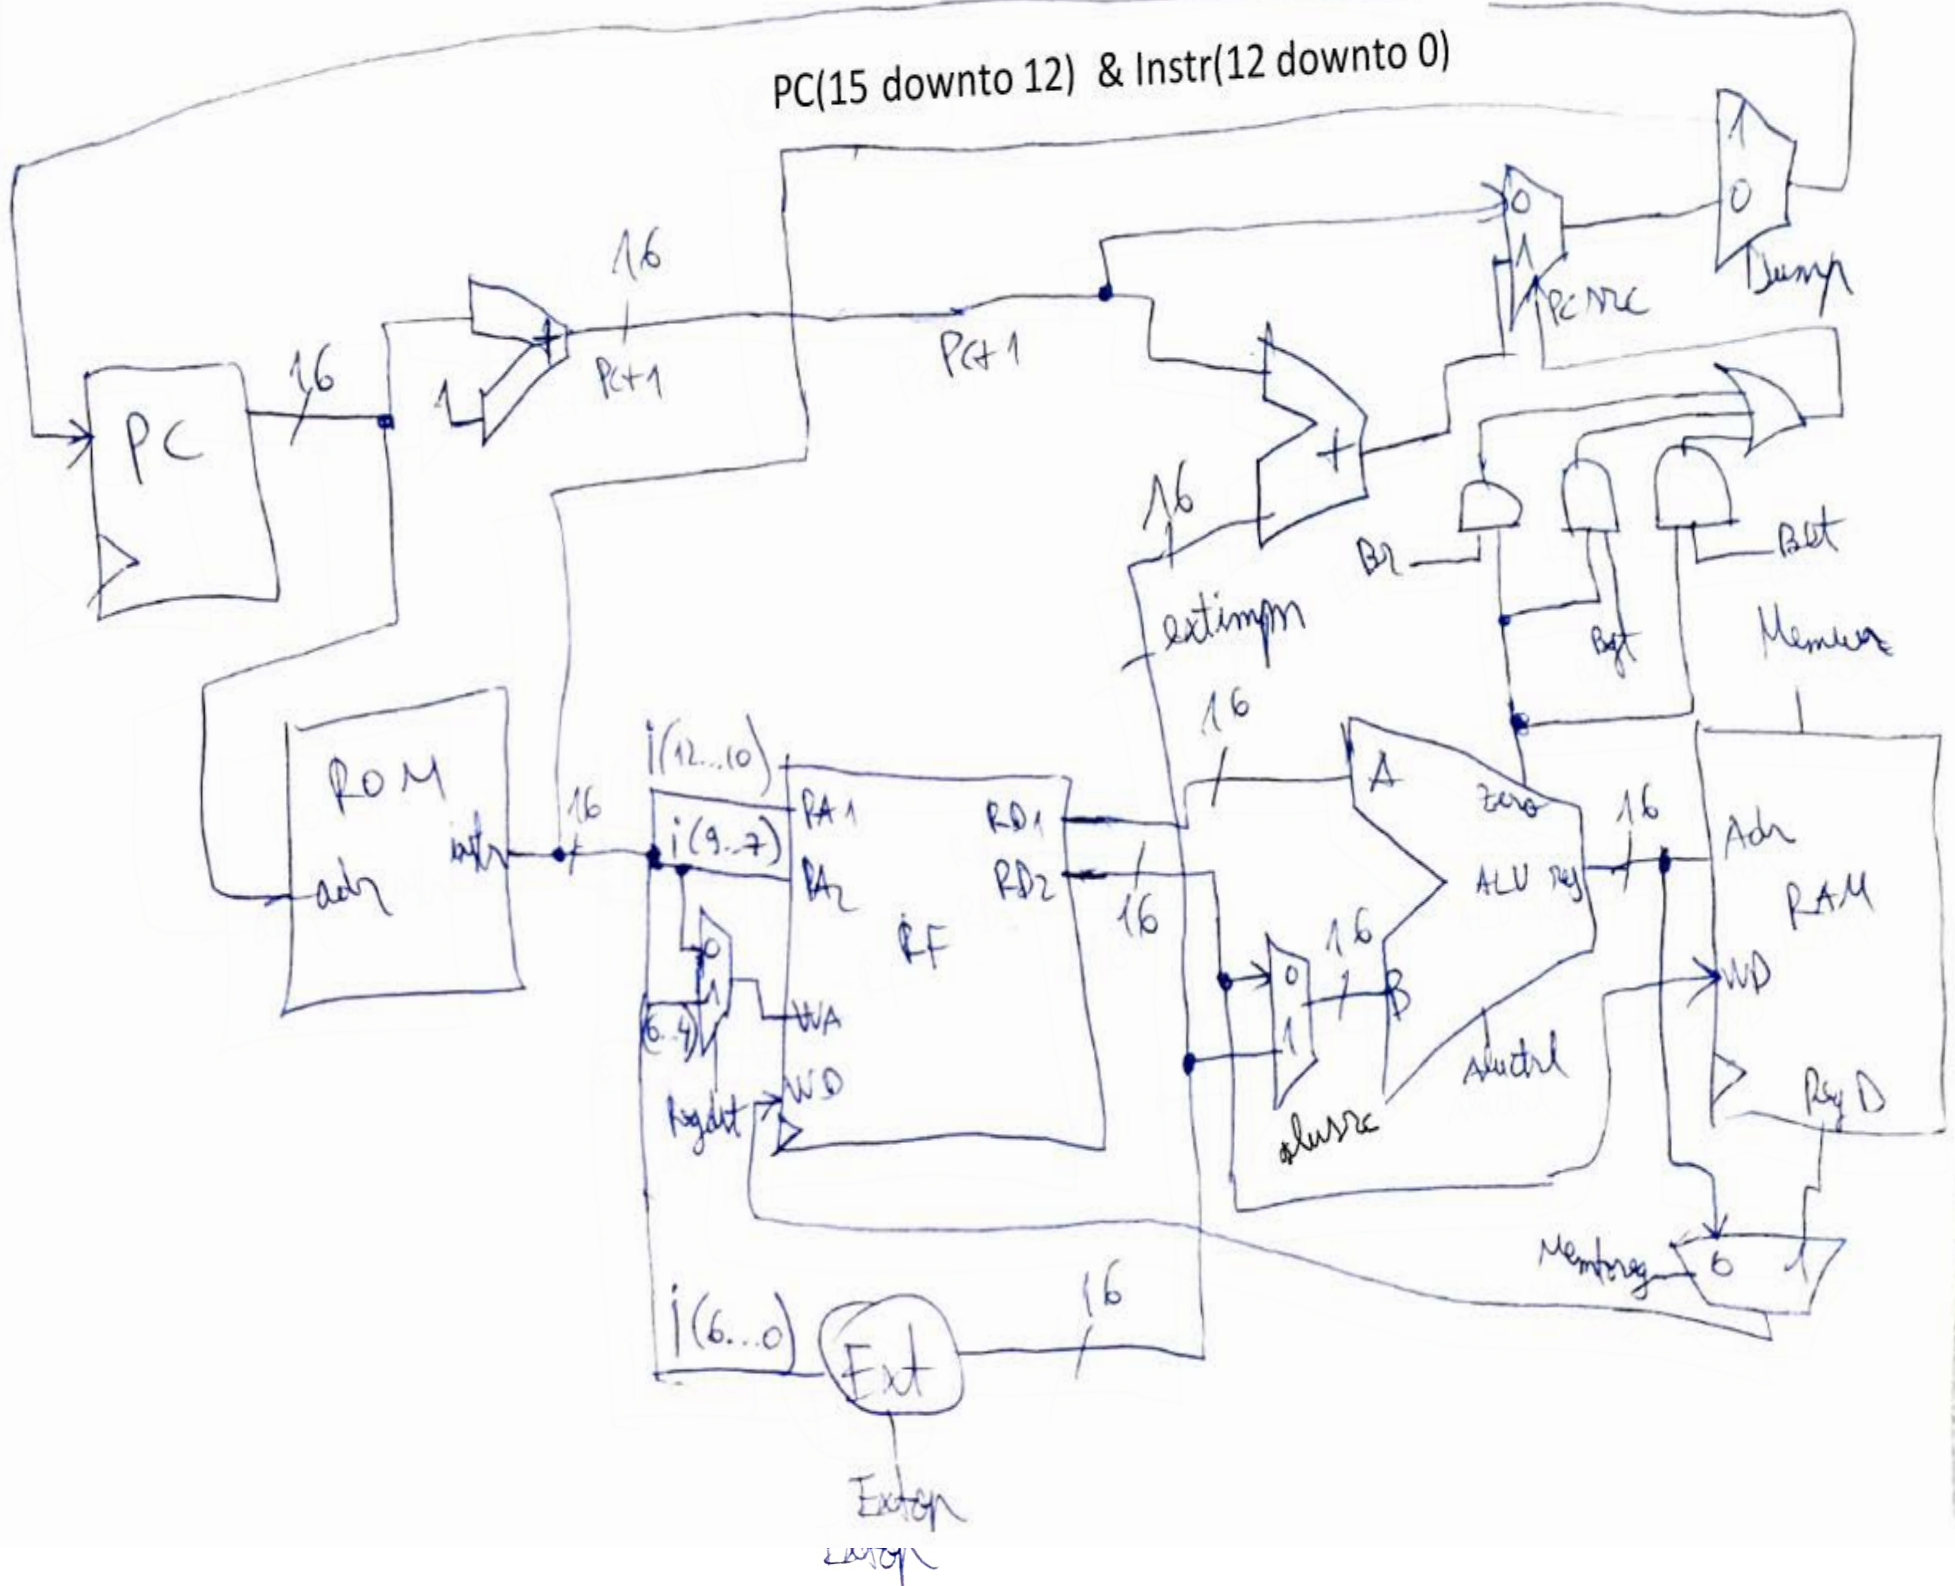 PC(15 downto 12) & Instr(12 downto 0)
1
0
Jump
0
1
PCSrc
16
+
PC+1
PC+1
1
16
PC
+
16
extimm
Br
Bgt
Blt
ROM
instr
adr
16
i(12...10)
i(9..7)
RA1
RA2
RD1
RD2
RF
0
1
(6..4)
WA
WD
Regdst
16
16
A
Zero
ALU res
B
0
1
16
alusrc
aluctrl
16
Adr
RAM
WD
Memtoreg
0
1
i(6...0)
Ext
16
Extop